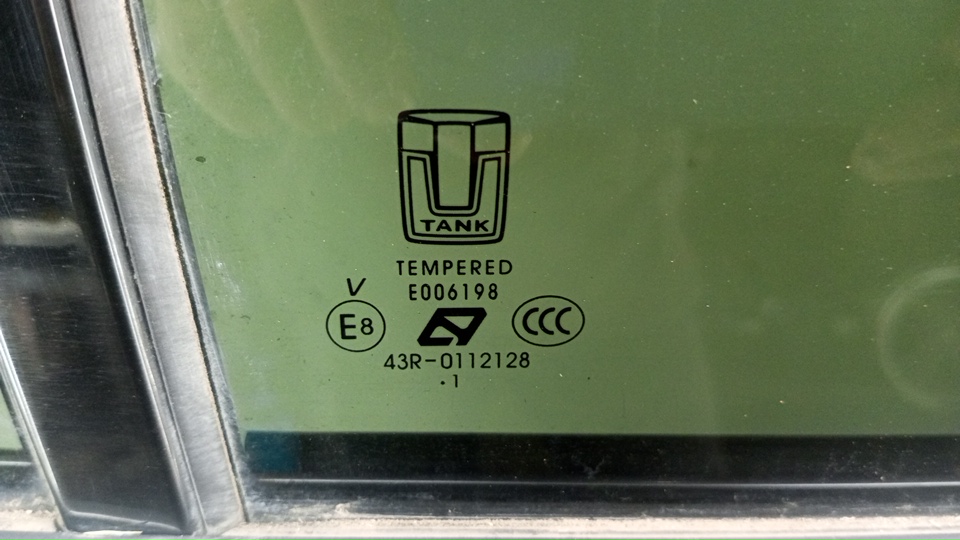 TANK
TEMPERED
E006198
V
E8
CCC
43R-0112128
.1